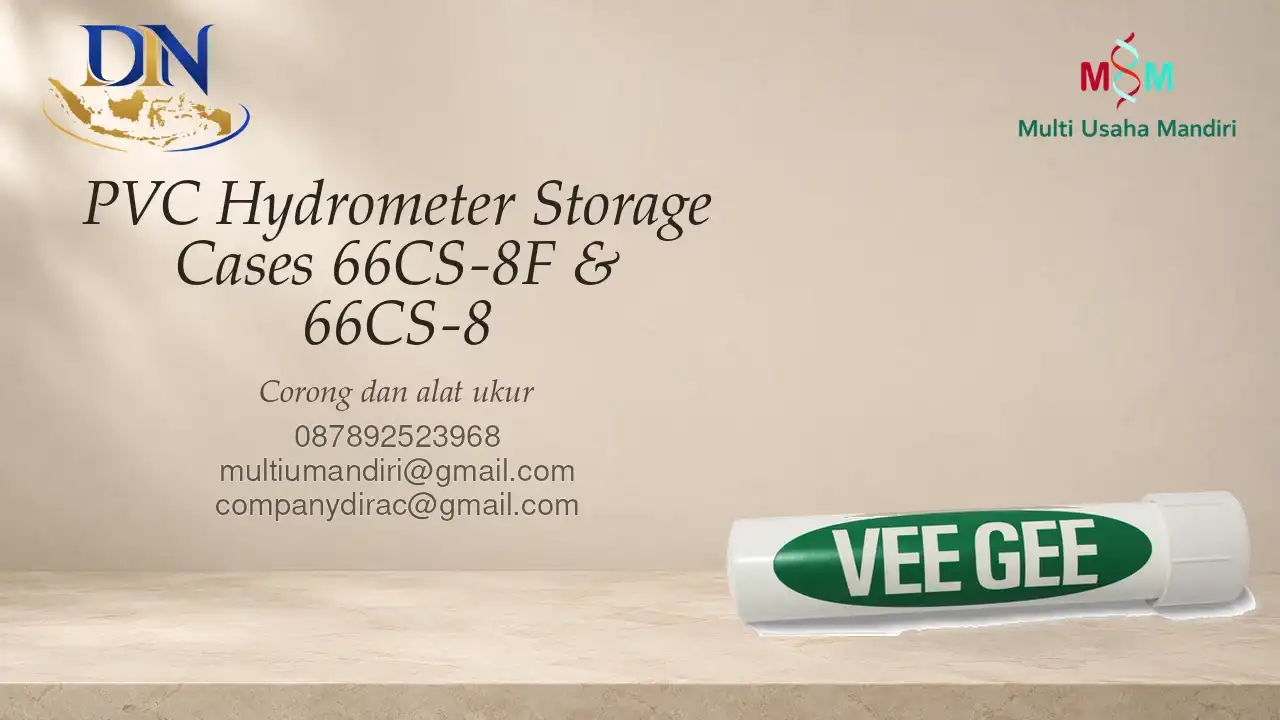 DIN
M M
Multi Usaha Mandiri
PVC Hydrometer Storage
Cases 66CS-8F &
66CS-8
Corong dan alat ukur
087892523968
multiumandiri@gmail.com
companydirac@gmail.com
VEE GEE